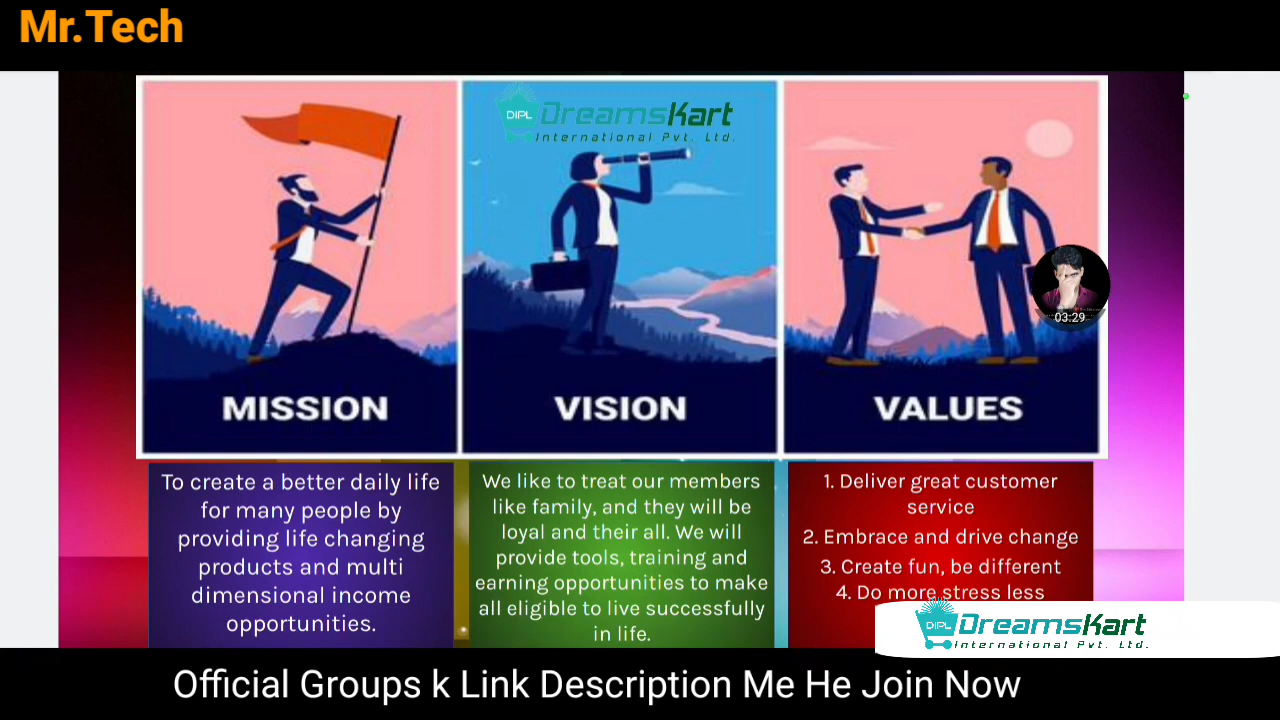 Mr.Tech
DIPL DreamsKart
International Pvt. Ltd.
03:29
MISSION
VISION
VALUES
To create a better daily life
for many people by
providing life changing
products and multi
dimensional income
opportunities.
We like to treat our members
like family, and they will be
loyal and their all. We will
provide tools, training and
earning opportunities to make
all eligible to live successfully
in life.
1. Deliver great customer
service
2. Embrace and drive change
3. Create fun, be different
4. Do more stress less
DIPL DreamsKart
International Pvt. Ltd.
Official Groups k Link Description Me He Join Now